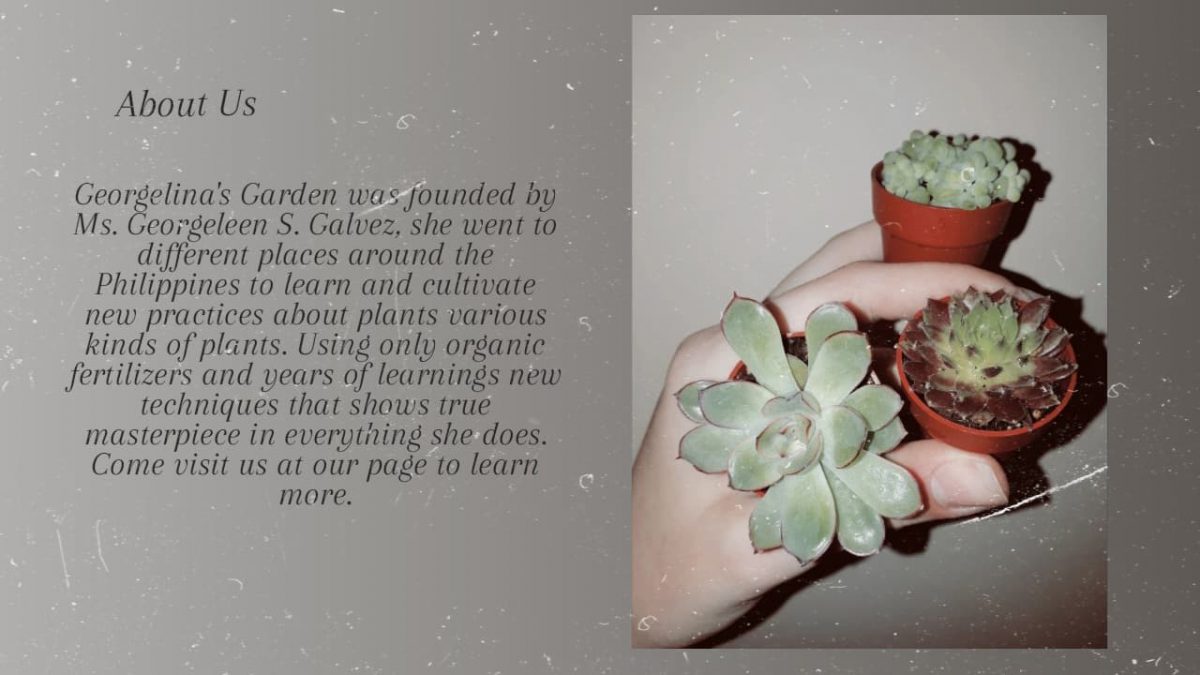 About Us
Georgelina's Garden was founded by
Ms. Georgeleen S. Galvez, she went to
different places around the
Philippines to learn and cultivate
new practices about plants various
kinds of plants. Using only organic
fertilizers and years of learnings new
techniques that shows true
masterpiece in everything she does.
Come visit us at our page to learn
more.